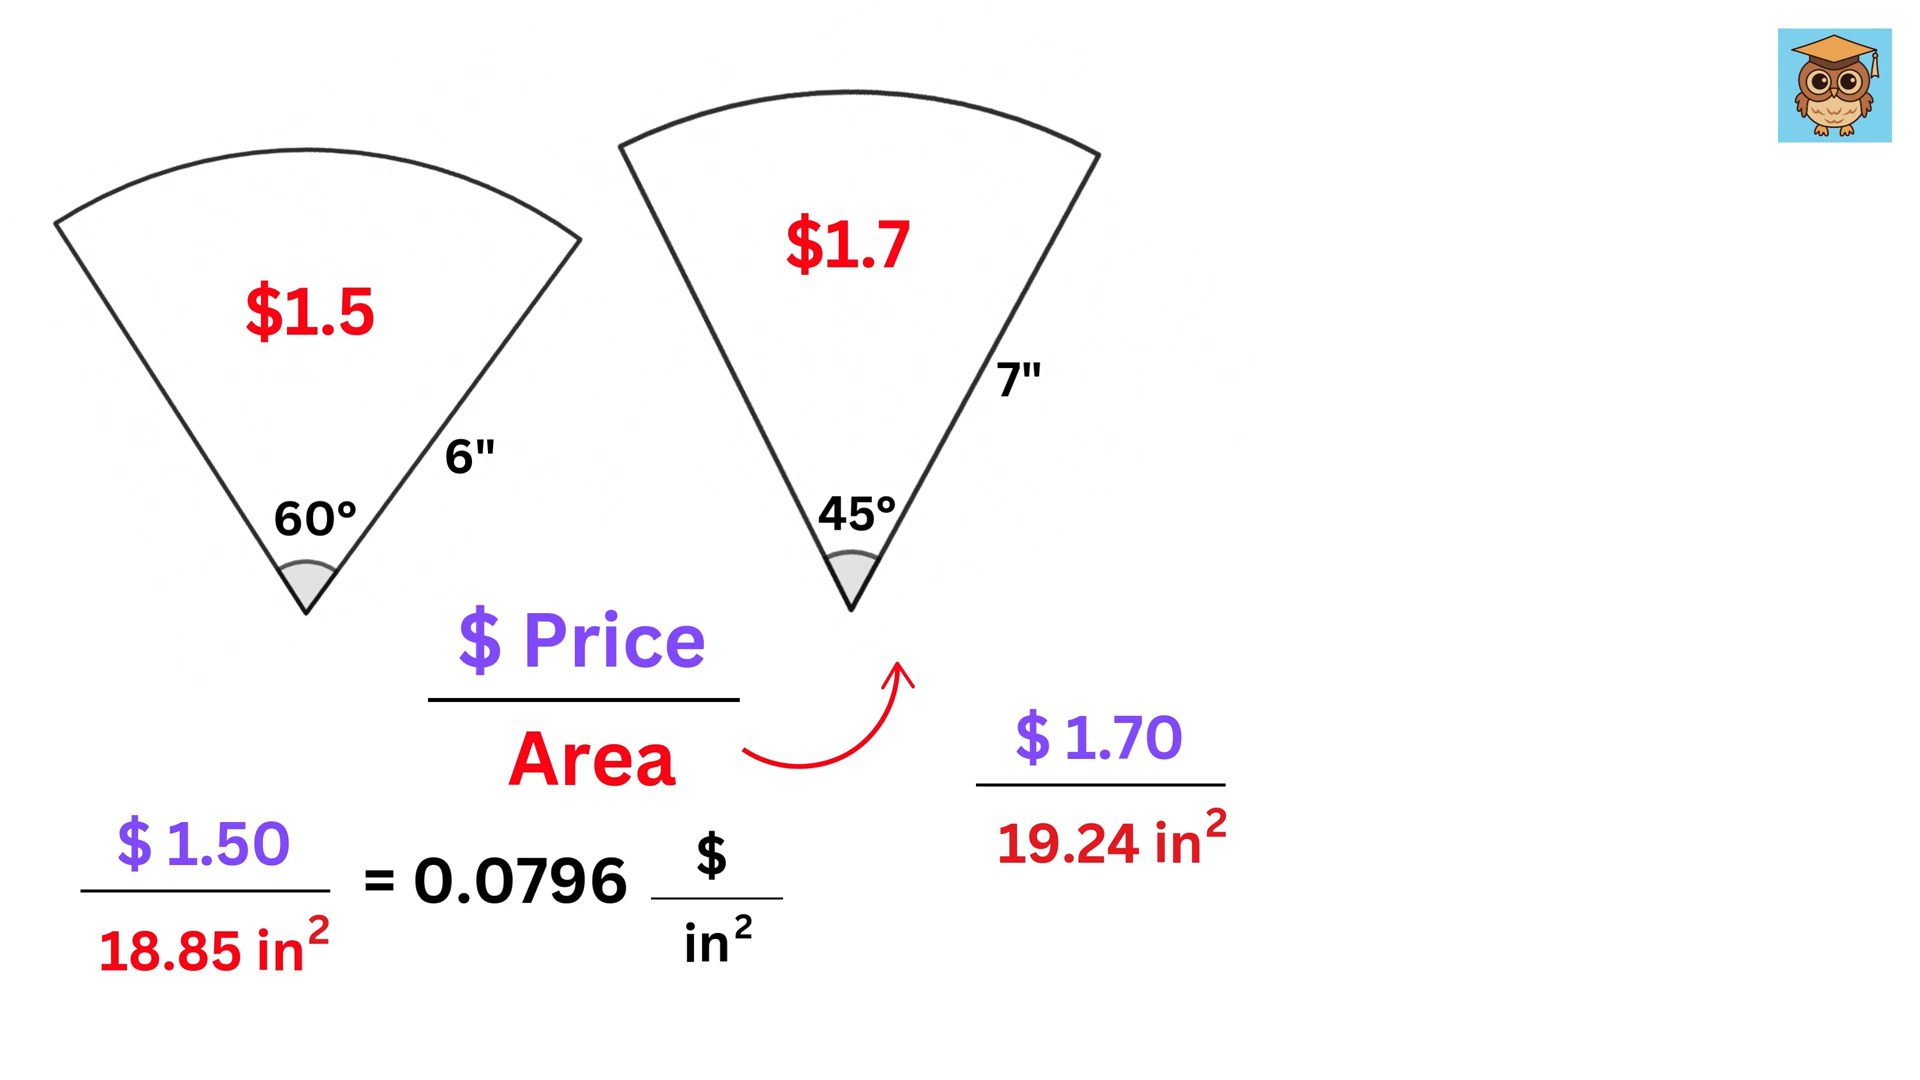 $1.5
6"
60°
$1.7
7"
45°
$ Price
Area
$ 1.50
18.85 in²
= 0.0796 $
in²
$ 1.70
19.24 in²